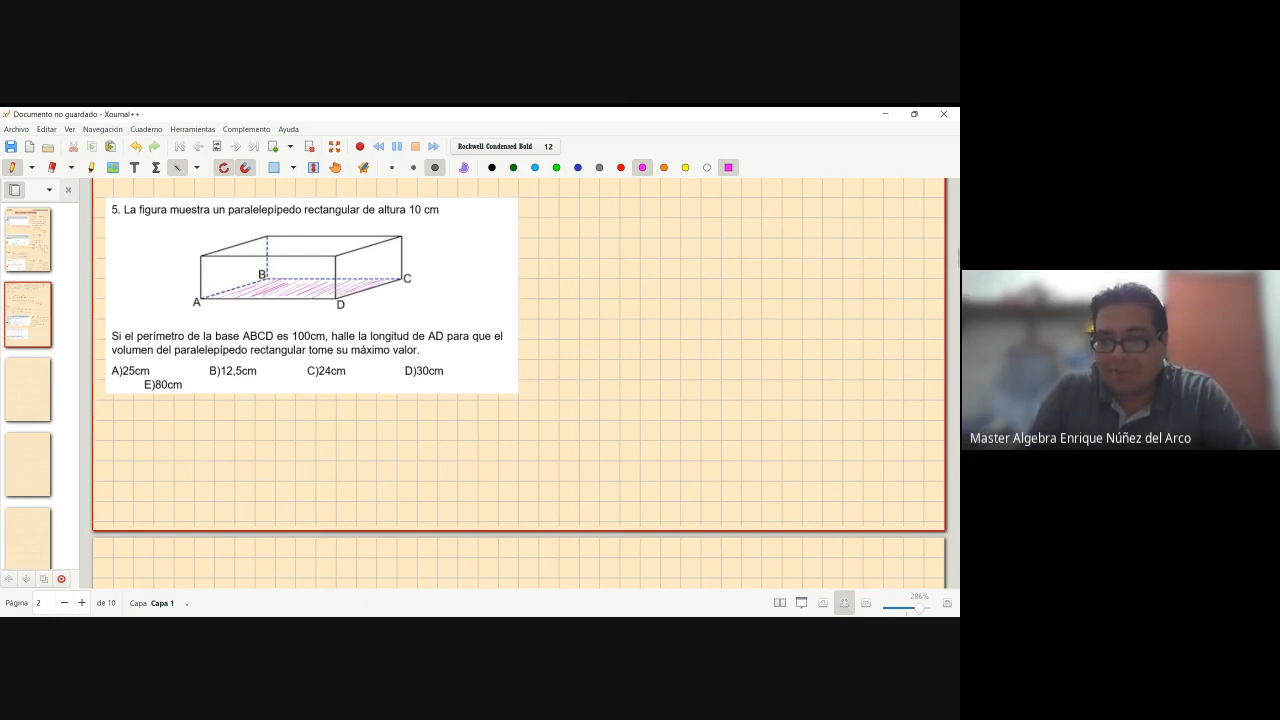 Documento no guardado - Xournal++
Archivo Editar Ver Navegación Cuaderno Herramientas Complemento Ayuda
Rockwell Condensed Bold 12
5. La figura muestra un paralelepípedo rectangular de altura 10 cm
B
C
A
D
Si el perímetro de la base ABCD es 100cm, halle la longitud de AD para que el
volumen del paralelepípedo rectangular tome su máximo valor.
A)25cm B)12,5cm C)24cm D)30cm
E)80cm
Master Algebra Enrique Núñez del Arco
Página 2 de 10 Capa Capa 1
286%